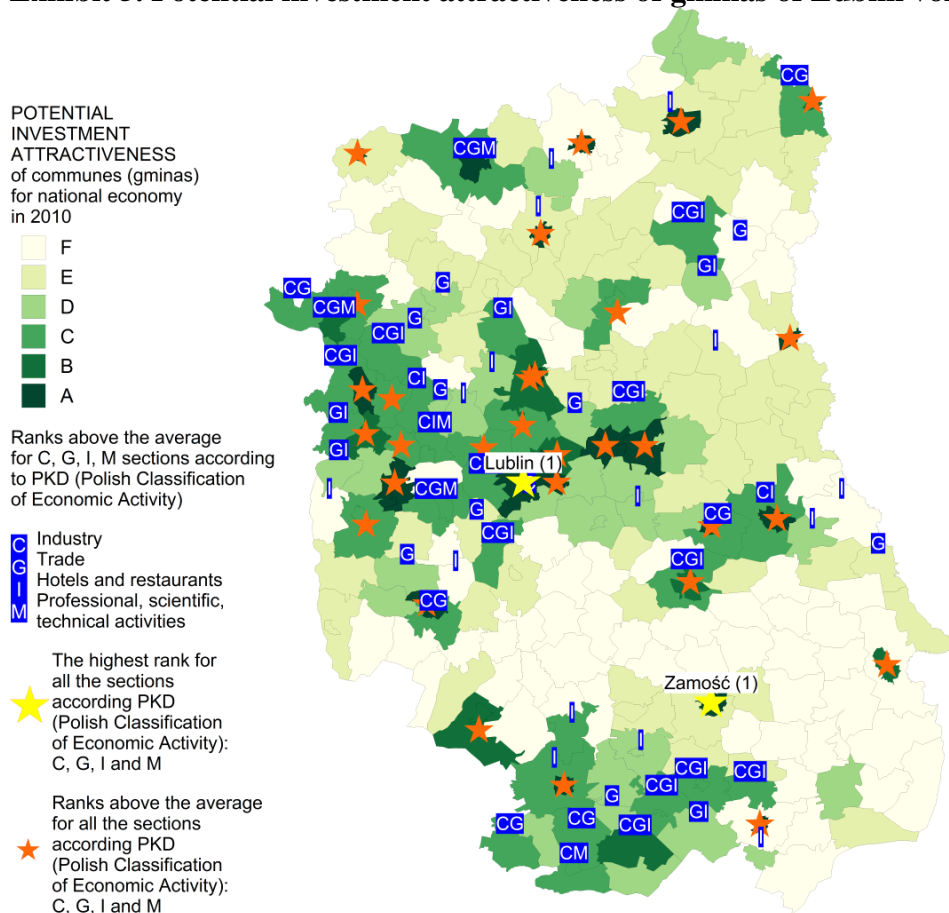 POTENTIAL
INVESTMENT
ATTRACTIVENESS
of communes (gminas)
for national economy
in 2010
F
E
D
C
B
A
Ranks above the average
for C, G, I, M sections according
to PKD (Polish Classification
of Economic Activity)
C Industry
G Trade
I Hotels and restaurants
M Professional, scientific,
technical activities
The highest rank for
all the sections
according PKD
(Polish Classification
of Economic Activity):
C, G, I and M
Ranks above the average
for all the sections
according PKD
(Polish Classification
of Economic Activity):
C, G, I and M
CG
I
CGM
I
I
CGI
G
GI
CG
G
CGM
GI
G
CGI
I
CGI
I
CI
G
I
CGI
G
GI
CIM
GI
Lublin (1)
I
CGM
I
CI
I
G
CG
I
CGI
G
G
I
CGI
CG
Zamość (1)
I
I
I
CGI
CGI
CGI
G
GI
CG
CG
CGI
I
CM